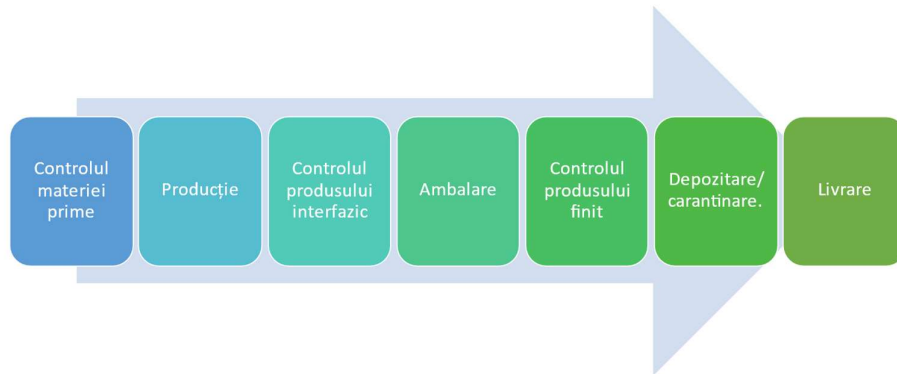 Controlul
materiei
prime
Producție
Controlul
produsului
interfazic
Ambalare
Controlul
produsului
finit
Depozitare/
carantinare.
Livrare